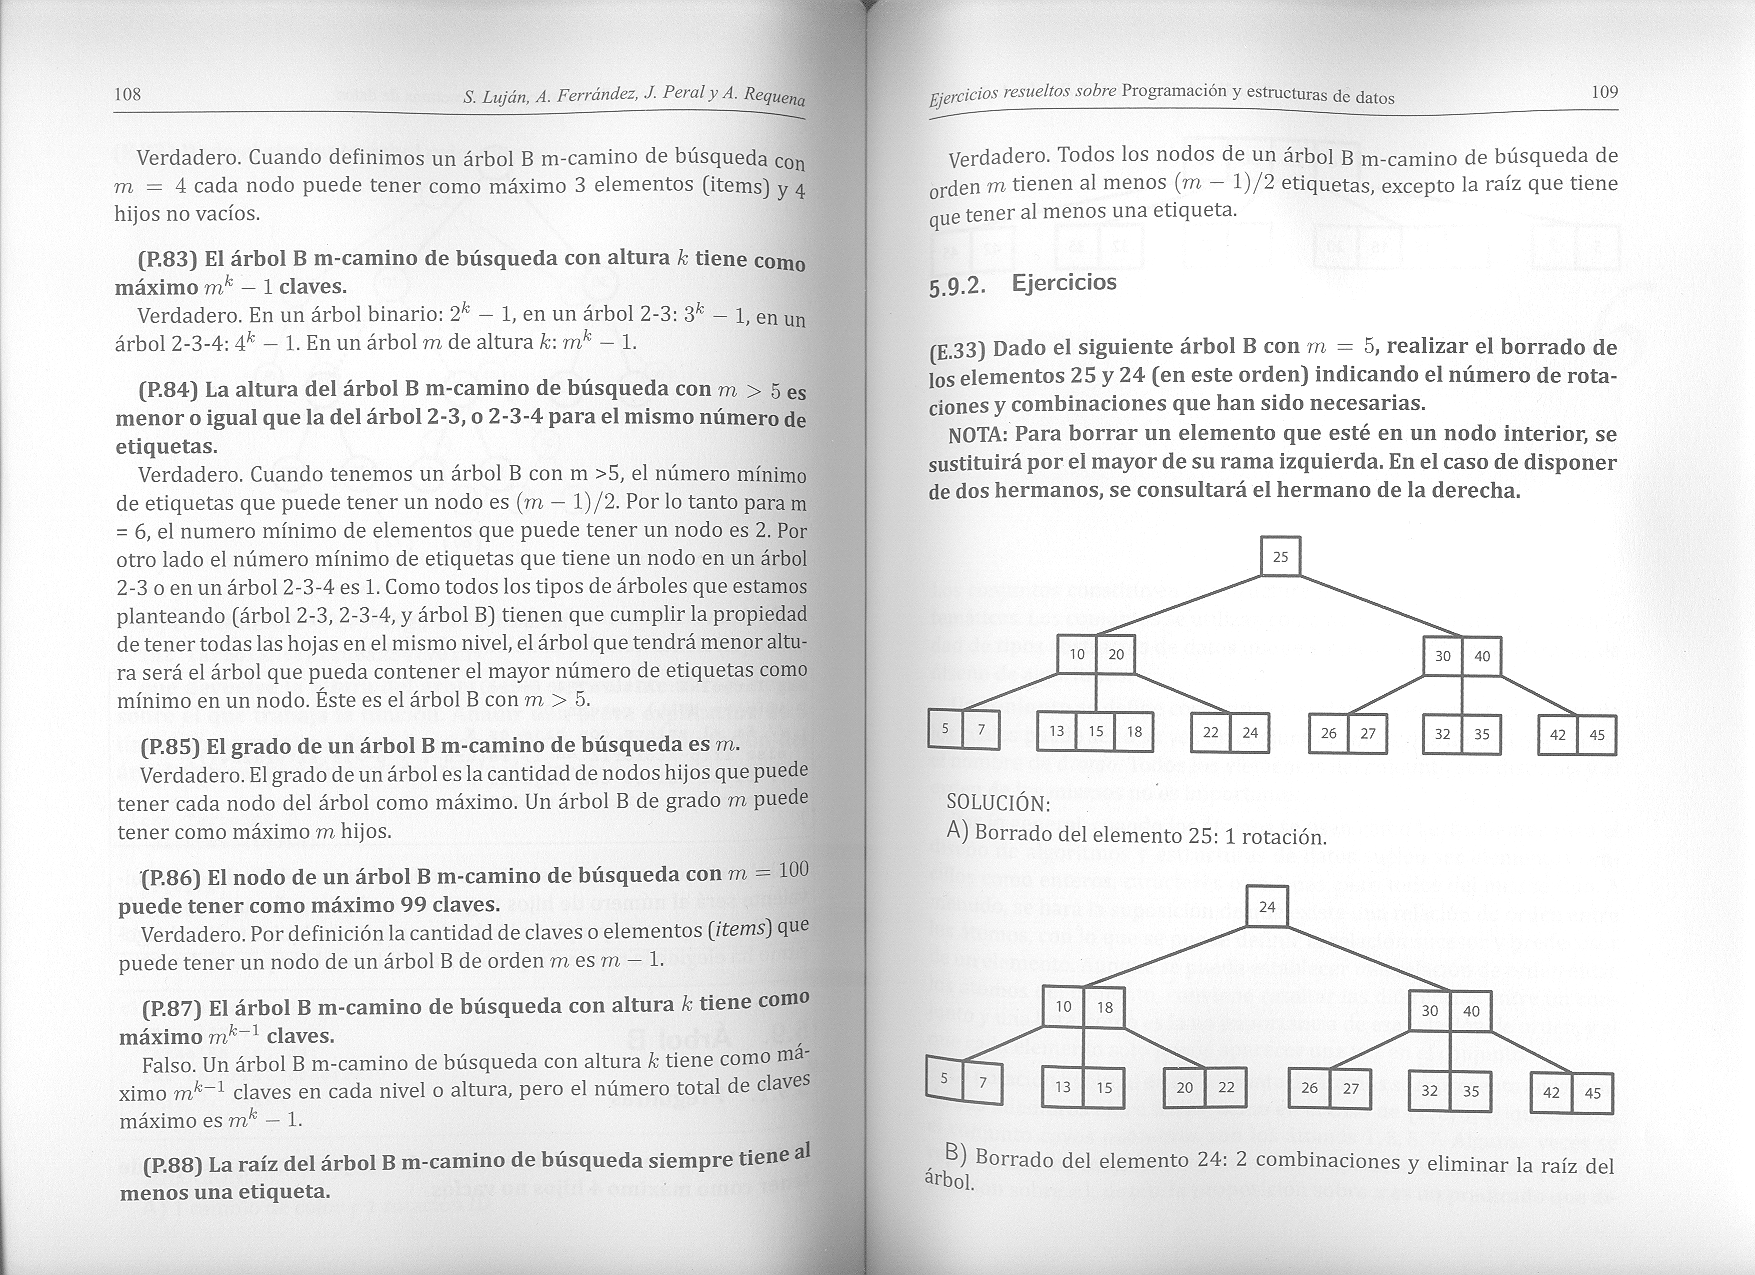 108
S. Luján, A. Ferrández, J. Peral y A. Requena
Verdadero. Cuando definimos un árbol B m-camino de búsqueda con
m = 4 cada nodo puede tener como máximo 3 elementos (items) y 4
hijos no vacíos.
(P.83) El árbol B m-camino de búsqueda con altura k tiene como
máximo m^k − 1 claves.
Verdadero. En un árbol binario: 2^k − 1, en un árbol 2-3: 3^k − 1, en un
árbol 2-3-4: 4^k − 1. En un árbol m de altura k: m^k − 1.
(P.84) La altura del árbol B m-camino de búsqueda con m > 5 es
menor o igual que la del árbol 2-3, o 2-3-4 para el mismo número de
etiquetas.
Verdadero. Cuando tenemos un árbol B con m >5, el número mínimo
de etiquetas que puede tener un nodo es (m − 1)/2. Por lo tanto para m
= 6, el numero mínimo de elementos que puede tener un nodo es 2. Por
otro lado el número mínimo de etiquetas que tiene un nodo en un árbol
2-3 o en un árbol 2-3-4 es 1. Como todos los tipos de árboles que estamos
planteando (árbol 2-3, 2-3-4, y árbol B) tienen que cumplir la propiedad
de tener todas las hojas en el mismo nivel, el árbol que tendrá menor altu-
ra será el árbol que pueda contener el mayor número de etiquetas como
mínimo en un nodo. Éste es el árbol B con m > 5.
(P.85) El grado de un árbol B m-camino de búsqueda es m.
Verdadero. El grado de un árbol es la cantidad de nodos hijos que puede
tener cada nodo del árbol como máximo. Un árbol B de grado m puede
tener como máximo m hijos.
(P.86) El nodo de un árbol B m-camino de búsqueda con m = 100
puede tener como máximo 99 claves.
Verdadero. Por definición la cantidad de claves o elementos (items) que
puede tener un nodo de un árbol B de orden m es m − 1.
(P.87) El árbol B m-camino de búsqueda con altura k tiene como
máximo m^{k−1} claves.
Falso. Un árbol B m-camino de búsqueda con altura k tiene como má-
ximo m^{k−1} claves en cada nivel o altura, pero el número total de claves
máximo es m^k − 1.
(P.88) La raíz del árbol B m-camino de búsqueda siempre tiene al
menos una etiqueta.
Ejercicios resueltos sobre Programación y estructuras de datos
109
Verdadero. Todos los nodos de un árbol B m-camino de búsqueda de
orden m tienen al menos (m − 1)/2 etiquetas, excepto la raíz que tiene
que tener al menos una etiqueta.
5.9.2. Ejercicios
(E.33) Dado el siguiente árbol B con m = 5, realizar el borrado de
los elementos 25 y 24 (en este orden) indicando el número de rota-
ciones y combinaciones que han sido necesarias.
NOTA: Para borrar un elemento que esté en un nodo interior, se
sustituirá por el mayor de su rama izquierda. En el caso de disponer
de dos hermanos, se consultará el hermano de la derecha.
25
10 20 30 40
5 7 13 15 18 22 24 26 27 32 35 42 45
SOLUCIÓN:
A) Borrado del elemento 25: 1 rotación.
24
10 18 30 40
5 7 13 15 20 22 26 27 32 35 42 45
B) Borrado del elemento 24: 2 combinaciones y eliminar la raíz del
árbol.